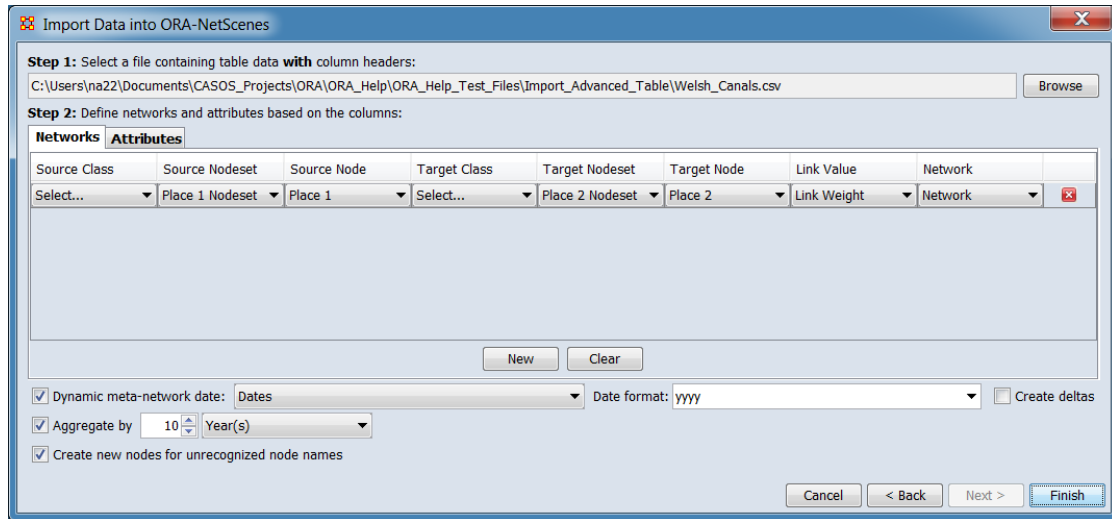 Import Data into ORA-NetScenes
Step 1: Select a file containing table data with column headers:
C:\Users\na22\Documents\CASOS_Projects\ORA\ORA_Help\ORA_Help_Test_Files\Import_Advanced_Table\Welsh_Canals.csv Browse
Step 2: Define networks and attributes based on the columns:
Networks Attributes
Source Class Source Nodeset Source Node Target Class Target Nodeset Target Node Link Value Network
Select... Place 1 Nodeset Place 1 Select... Place 2 Nodeset Place 2 Link Weight Network
New Clear
Dynamic meta-network date: Dates Date format: yyyy Create deltas
Aggregate by 10 Year(s)
Create new nodes for unrecognized node names
Cancel < Back Next > Finish